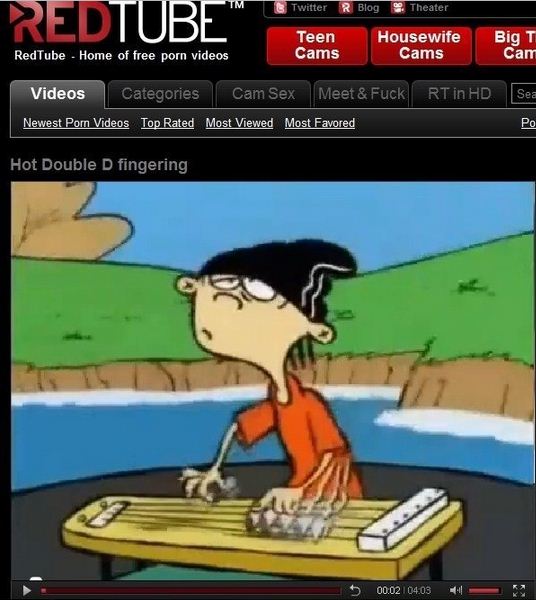 REDTUBE™
Twitter Blog Theater
RedTube - Home of free porn videos
Teen Cams
Housewife Cams
Big T
Cam
Videos Categories Cam Sex Meet & Fuck RT in HD Sea
Newest Porn Videos Top Rated Most Viewed Most Favored Po
Hot Double D fingering
00:02 | 04:03